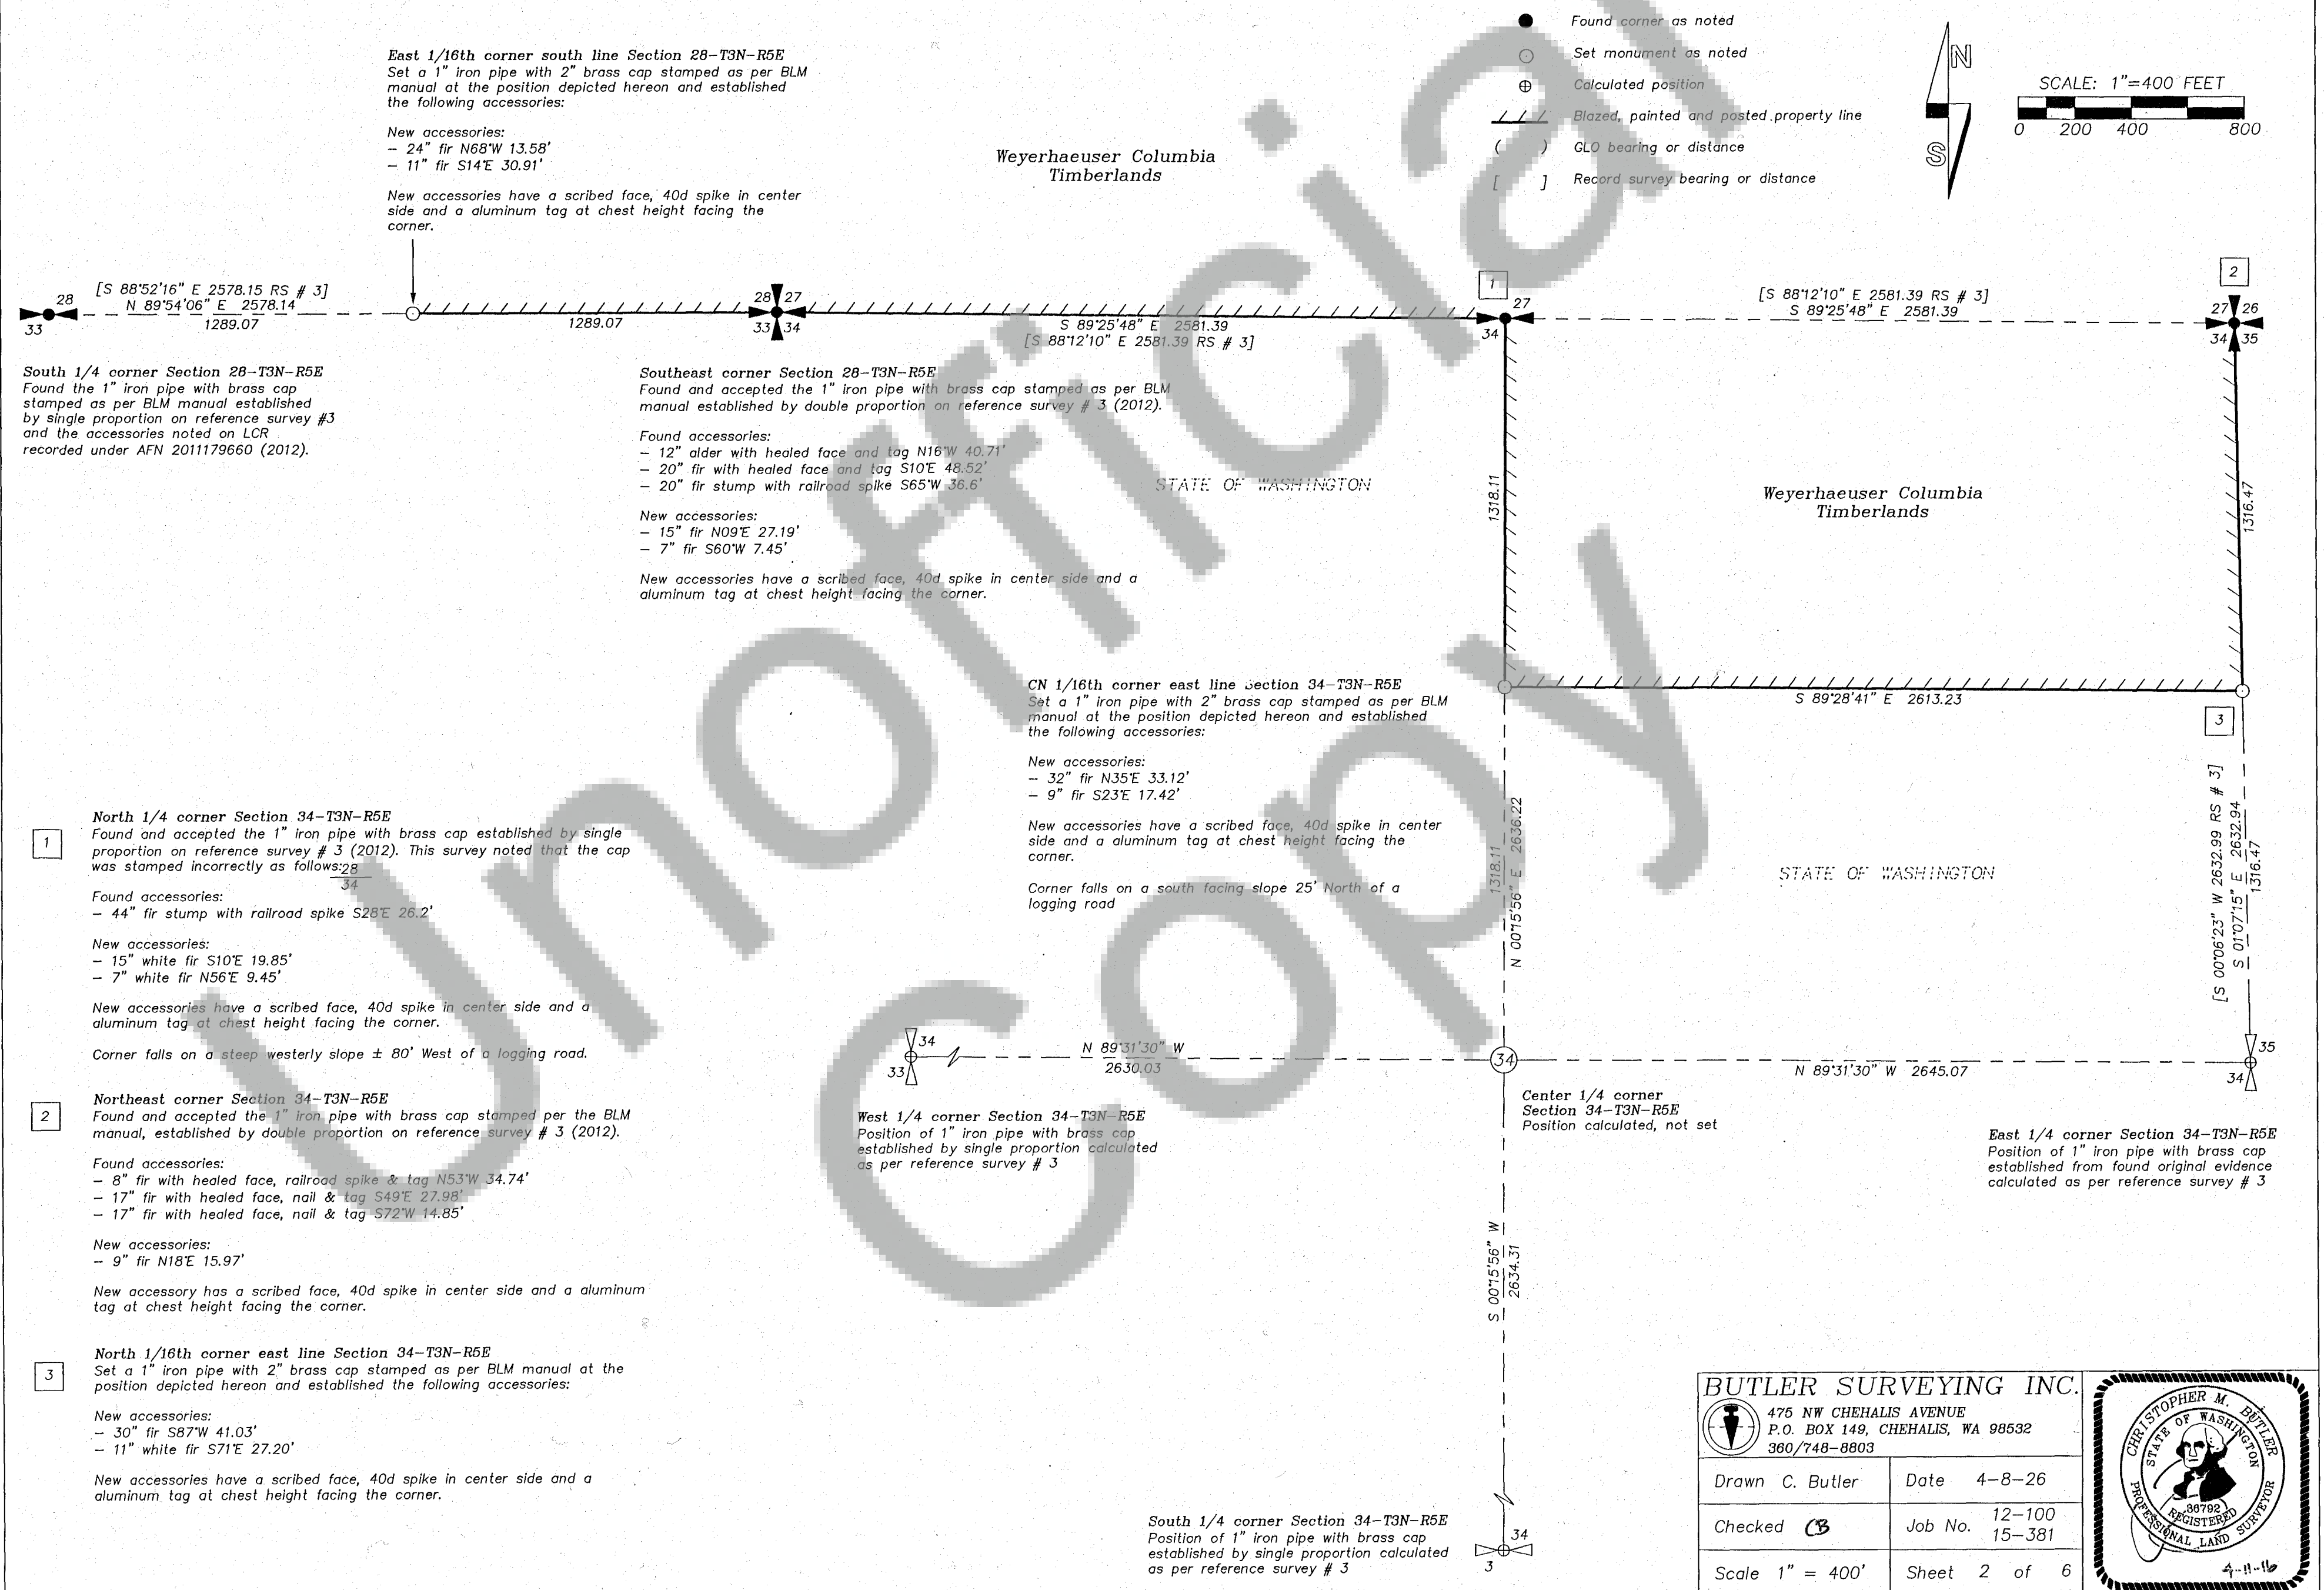 Found corner as noted
Set monument as noted
Calculated position
Blazed, painted and posted property line
( ) GLO bearing or distance
[ ] Record survey bearing or distance
N
S
SCALE: 1"=400 FEET
0 200 400 800
East 1/16th corner south line Section 28-T3N-R5E
Set a 1" iron pipe with 2" brass cap stamped as per BLM
manual at the position depicted hereon and established
the following accessories:
New accessories:
- 24" fir N68°W 13.58'
- 11" fir S14°E 30.91'
New accessories have a scribed face, 40d spike in center
side and a aluminum tag at chest height facing the
corner.
Weyerhaeuser Columbia
Timberlands
[S 88°52'16" E 2578.15 RS # 3]
N 89°54'06" E 2578.14
1289.07
28
33
1289.07
28 27
33 34
S 89°25'48" E 2581.39
[S 88°12'10" E 2581.39 RS # 3]
1
27
34
[S 88°12'10" E 2581.39 RS # 3]
S 89°25'48" E 2581.39
2
27 26
34 35
South 1/4 corner Section 28-T3N-R5E
Found the 1" iron pipe with brass cap
stamped as per BLM manual established
by single proportion on reference survey #3
and the accessories noted on LCR
recorded under AFN 2011179660 (2012).
Southeast corner Section 28-T3N-R5E
Found and accepted the 1" iron pipe with brass cap stamped as per BLM
manual established by double proportion on reference survey # 3 (2012).
Found accessories:
- 12" alder with healed face and tag N16°W 40.71'
- 20" fir with healed face and tag S10°E 48.52'
- 20" fir stump with railroad spike S65°W 36.6'
New accessories:
- 15" fir N09°E 27.19'
- 7" fir S60°W 7.45'
New accessories have a scribed face, 40d spike in center side and a
aluminum tag at chest height facing the corner.
STATE OF WASHINGTON
1318.11
Weyerhaeuser Columbia
Timberlands
1316.47
S 89°28'41" E 2613.23
3
CN 1/16th corner east line Section 34-T3N-R5E
Set a 1" iron pipe with 2" brass cap stamped as per BLM
manual at the position depicted hereon and established
the following accessories:
New accessories:
- 32" fir N35°E 33.12'
- 9" fir S23°E 17.42'
New accessories have a scribed face, 40d spike in center
side and a aluminum tag at chest height facing the
corner.
Corner falls on a south facing slope 25' North of a
logging road
1318.11
N 00°15'56" E 2636.22
STATE OF WASHINGTON
[S 00°06'23" W 2632.99 RS # 3]
S 01°07'15" E 2632.94
1316.47
1
North 1/4 corner Section 34-T3N-R5E
Found and accepted the 1" iron pipe with brass cap established by single
proportion on reference survey # 3 (2012). This survey noted that the cap
was stamped incorrectly as follows: 28
34
Found accessories:
- 44" fir stump with railroad spike S28°E 26.2'
New accessories:
- 15" white fir S10°E 19.85'
- 7" white fir N56°E 9.45'
New accessories have a scribed face, 40d spike in center side and a
aluminum tag at chest height facing the corner.
Corner falls on a steep westerly slope ± 80' West of a logging road.
2
Northeast corner Section 34-T3N-R5E
Found and accepted the 1" iron pipe with brass cap stamped per the BLM
manual, established by double proportion on reference survey # 3 (2012).
Found accessories:
- 8" fir with healed face, railroad spike & tag N53°W 34.74'
- 17" fir with healed face, nail & tag S49°E 27.98'
- 17" fir with healed face, nail & tag S72°W 14.85'
New accessories:
- 9" fir N18°E 15.97'
New accessory has a scribed face, 40d spike in center side and a aluminum
tag at chest height facing the corner.
3
North 1/16th corner east line Section 34-T3N-R5E
Set a 1" iron pipe with 2" brass cap stamped as per BLM manual at the
position depicted hereon and established the following accessories:
New accessories:
- 30" fir S87°W 41.03'
- 11" white fir S71°E 27.20'
New accessories have a scribed face, 40d spike in center side and a
aluminum tag at chest height facing the corner.
34
33
N 89°31'30" W
2630.03
34
N 89°31'30" W 2645.07
35
34
West 1/4 corner Section 34-T3N-R5E
Position of 1" iron pipe with brass cap
established by single proportion calculated
as per reference survey # 3
Center 1/4 corner
Section 34-T3N-R5E
Position calculated, not set
East 1/4 corner Section 34-T3N-R5E
Position of 1" iron pipe with brass cap
established from found original evidence
calculated as per reference survey # 3
S 00°15'56" W
2634.31
South 1/4 corner Section 34-T3N-R5E
Position of 1" iron pipe with brass cap
established by single proportion calculated
as per reference survey # 3
34
3
BUTLER SURVEYING INC.
475 NW CHEHALIS AVENUE
P.O. BOX 149, CHEHALIS, WA 98532
360/748-8803
Drawn C. Butler
Date 4-8-26
Checked CB
Job No. 12-100
15-381
Scale 1" = 400'
Sheet 2 of 6
CHRISTOPHER M. BUTLER
STATE OF WASHINGTON
36792
REGISTERED
PROFESSIONAL LAND SURVEYOR
4-11-16
Unofficial
Copy